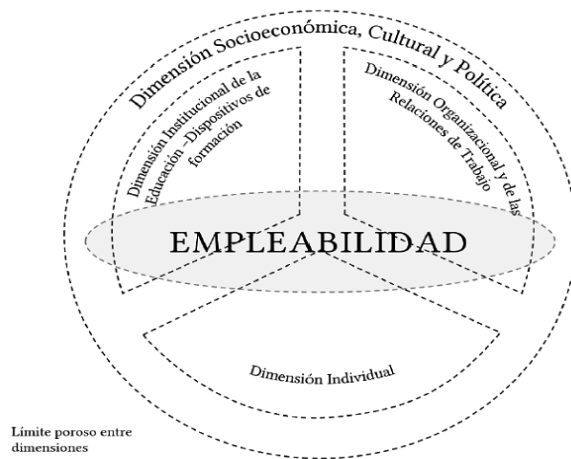 Dimensión Socioeconómica, Cultural y Política
Dimensión Institucional de la
Educación –Dispositivos de
formación
Dimensión Organizacional y de las
Relaciones de Trabajo
EMPLEABILIDAD
Dimensión Individual
Límite poroso entre
dimensiones